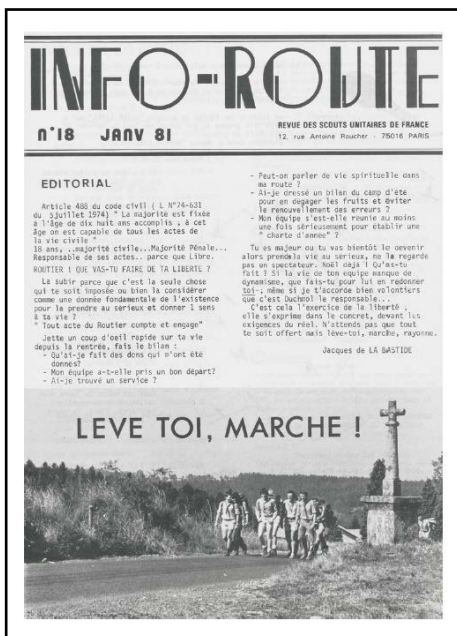 INFO-ROUTE
n°18 JANV 81
REVUE DES SCOUTS UNITAIRES DE FRANCE
12, rue Antoine Roucher - 75016 PARIS
EDITORIAL
Article 488 du code civil ( L N°74-631
du 3juillet 1974) " La majorité est fixée
à l'âge de dix huit ans accomplis ; à cet
âge on est capable de tous les actes de
la vie civile "
18 ans, ..majorité civile...Majorité Pénale...
Responsable de ses actes.. parce que Libre.
ROUTIER ! QUE VAS-TU FAIRE DE TA LIBERTE ?
La subir parce que c'est la seule chose
qui te soit imposée ou bien la considérer
comme une donnée fondamentale de l'existence
pour la prendre au sérieux et donner 1 sens
à ta vie ?
" Tout acte du Routier compte et engage"
Jette un coup d'oeil rapide sur ta vie
depuis la rentrée, fais le bilan :
- Qu'ai-je fait des dons qui m'ont été
donnés?
- Mon équipe a-t-elle pris un bon départ?
- Ai-je trouvé un service ?
- Peut-on parler de vie spirituelle dans
ma route ?
- Ai-je dressé un bilan du camp d'été
pour en dégager les fruits et éviter
le renouvellement des erreurs ?
- Mon équipe s'est-elle réunie au moins
une fois sérieusement pour établir une
" charte d'année" ?
Tu es majeur ou tu vas bientôt le devenir
alors prends la vie au sérieux, ne la regarde
pas en spectateur. Noël déjà ! Qu'as-tu
fait ? Si la vie de ton équipe manque de
dynamisme, que fais-tu pour lui en redonner
toi-; même si je t'accorde bien volontiers
que c'est Duchmol le responsable...
C'est cela l'exercice de la liberté ;
elle s'exprime dans le concret, devant les
exigences du réel. N'attends pas que tout
te soit offert mais lève-toi, marche, rayonne.
Jacques de LA BASTIDE
LEVE TOI, MARCHE !